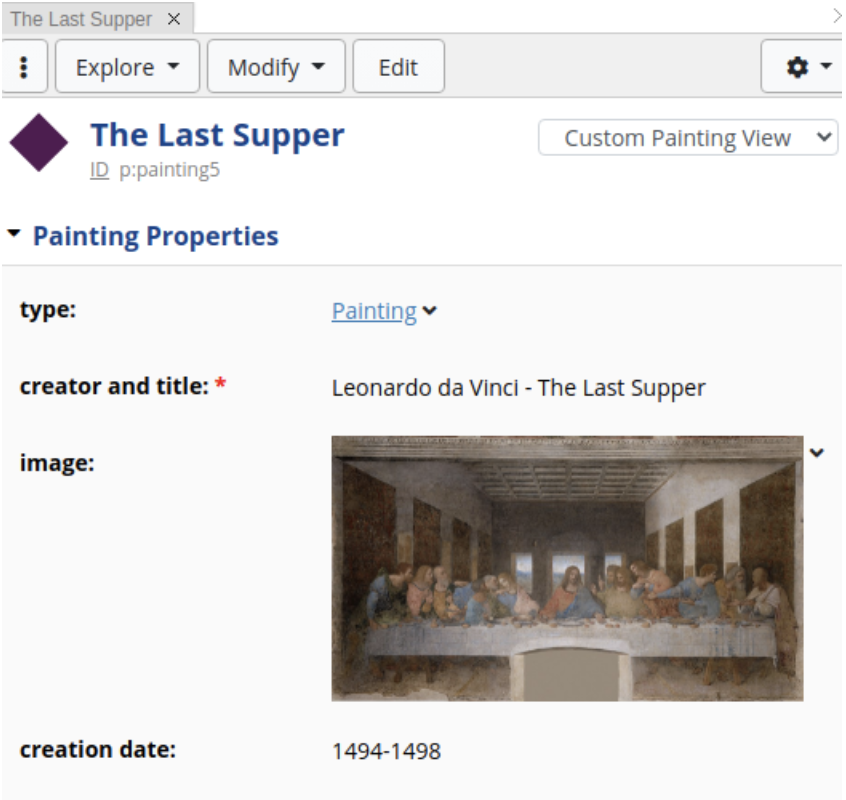 The Last Supper ×
Explore Modify Edit
The Last Supper
Custom Painting View
ID p:painting5
Painting Properties
type: Painting
creator and title: * Leonardo da Vinci - The Last Supper
image:
creation date: 1494-1498